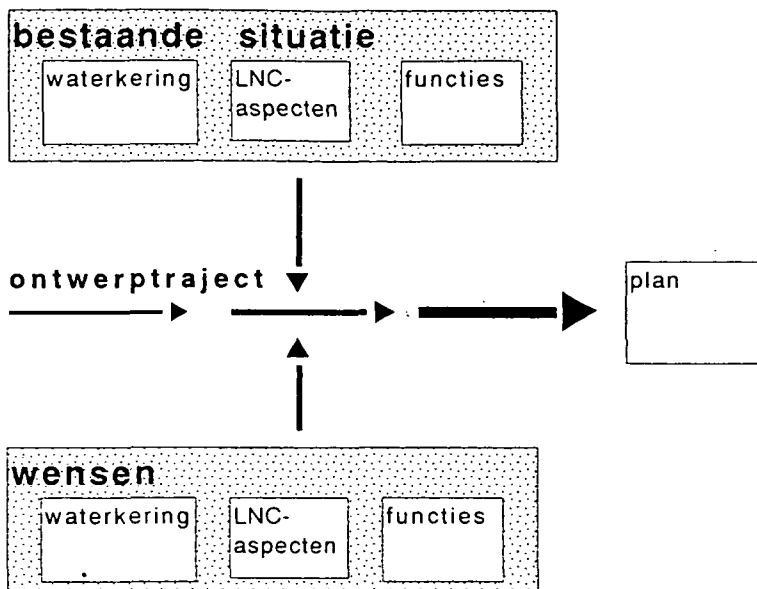 bestaande situatie
waterkering
LNC-
aspecten
functies
ontwerptraject
plan
wensen
waterkering
LNC-
aspecten
functies